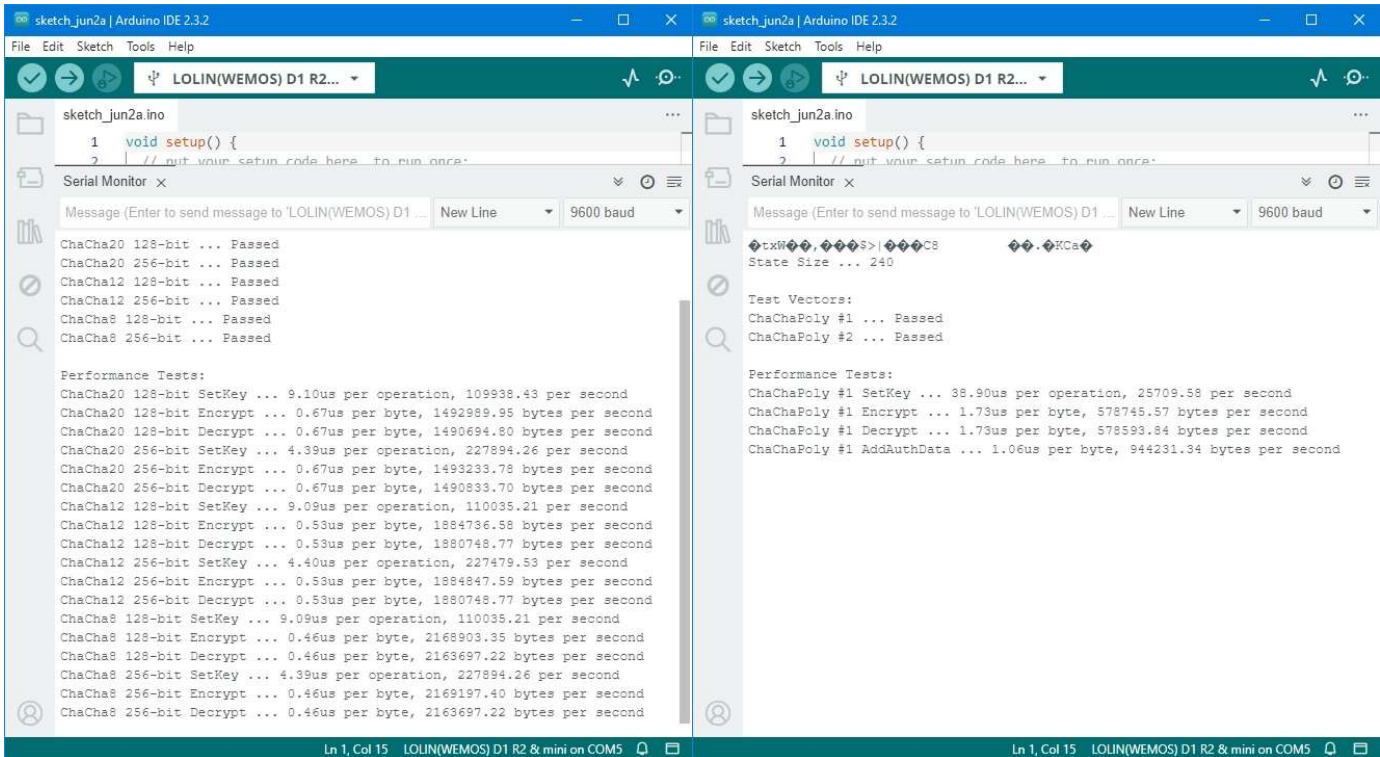 sketch_jun2a | Arduino IDE 2.3.2
File Edit Sketch Tools Help
LOLIN(WEMOS) D1 R2...
sketch_jun2a.ino
1 void setup() {
2 // put your setup code here, to run once:
Serial Monitor
Message (Enter to send message to 'LOLIN(WEMOS) D1 ...
New Line
9600 baud
ChaCha20 128-bit ... Passed
ChaCha20 256-bit ... Passed
ChaCha12 128-bit ... Passed
ChaCha12 256-bit ... Passed
ChaCha8 128-bit ... Passed
ChaCha8 256-bit ... Passed
Performance Tests:
ChaCha20 128-bit SetKey ... 9.10us per operation, 109938.43 per second
ChaCha20 128-bit Encrypt ... 0.67us per byte, 1492989.95 bytes per second
ChaCha20 128-bit Decrypt ... 0.67us per byte, 1490694.80 bytes per second
ChaCha20 256-bit SetKey ... 4.39us per operation, 227894.26 per second
ChaCha20 256-bit Encrypt ... 0.67us per byte, 1493233.78 bytes per second
ChaCha20 256-bit Decrypt ... 0.67us per byte, 1490833.70 bytes per second
ChaCha12 128-bit SetKey ... 9.09us per operation, 110035.21 per second
ChaCha12 128-bit Encrypt ... 0.53us per byte, 1884736.58 bytes per second
ChaCha12 128-bit Decrypt ... 0.53us per byte, 1880748.77 bytes per second
ChaCha12 256-bit SetKey ... 4.40us per operation, 227479.53 per second
ChaCha12 256-bit Encrypt ... 0.53us per byte, 1884847.59 bytes per second
ChaCha12 256-bit Decrypt ... 0.53us per byte, 1880748.77 bytes per second
ChaCha8 128-bit SetKey ... 9.09us per operation, 110035.21 per second
ChaCha8 128-bit Encrypt ... 0.46us per byte, 2168903.35 bytes per second
ChaCha8 128-bit Decrypt ... 0.46us per byte, 2163697.22 bytes per second
ChaCha8 256-bit SetKey ... 4.39us per operation, 227894.26 per second
ChaCha8 256-bit Encrypt ... 0.46us per byte, 2169197.40 bytes per second
ChaCha8 256-bit Decrypt ... 0.46us per byte, 2163697.22 bytes per second
Ln 1, Col 15 LOLIN(WEMOS) D1 R2 & mini on COM5
sketch_jun2a | Arduino IDE 2.3.2
File Edit Sketch Tools Help
LOLIN(WEMOS) D1 R2...
sketch_jun2a.ino
1 void setup() {
2 // put your setup code here, to run once:
Serial Monitor
Message (Enter to send message to 'LOLIN(WEMOS) D1 ...
New Line
9600 baud
�txW��,���$>|���C8 ��.�KCa�
State Size ... 240
Test Vectors:
ChaChaPoly #1 ... Passed
ChaChaPoly #2 ... Passed
Performance Tests:
ChaChaPoly #1 SetKey ... 38.90us per operation, 25709.58 per second
ChaChaPoly #1 Encrypt ... 1.73us per byte, 578745.57 bytes per second
ChaChaPoly #1 Decrypt ... 1.73us per byte, 578593.84 bytes per second
ChaChaPoly #1 AddAuthData ... 1.06us per byte, 944231.34 bytes per second
Ln 1, Col 15 LOLIN(WEMOS) D1 R2 & mini on COM5